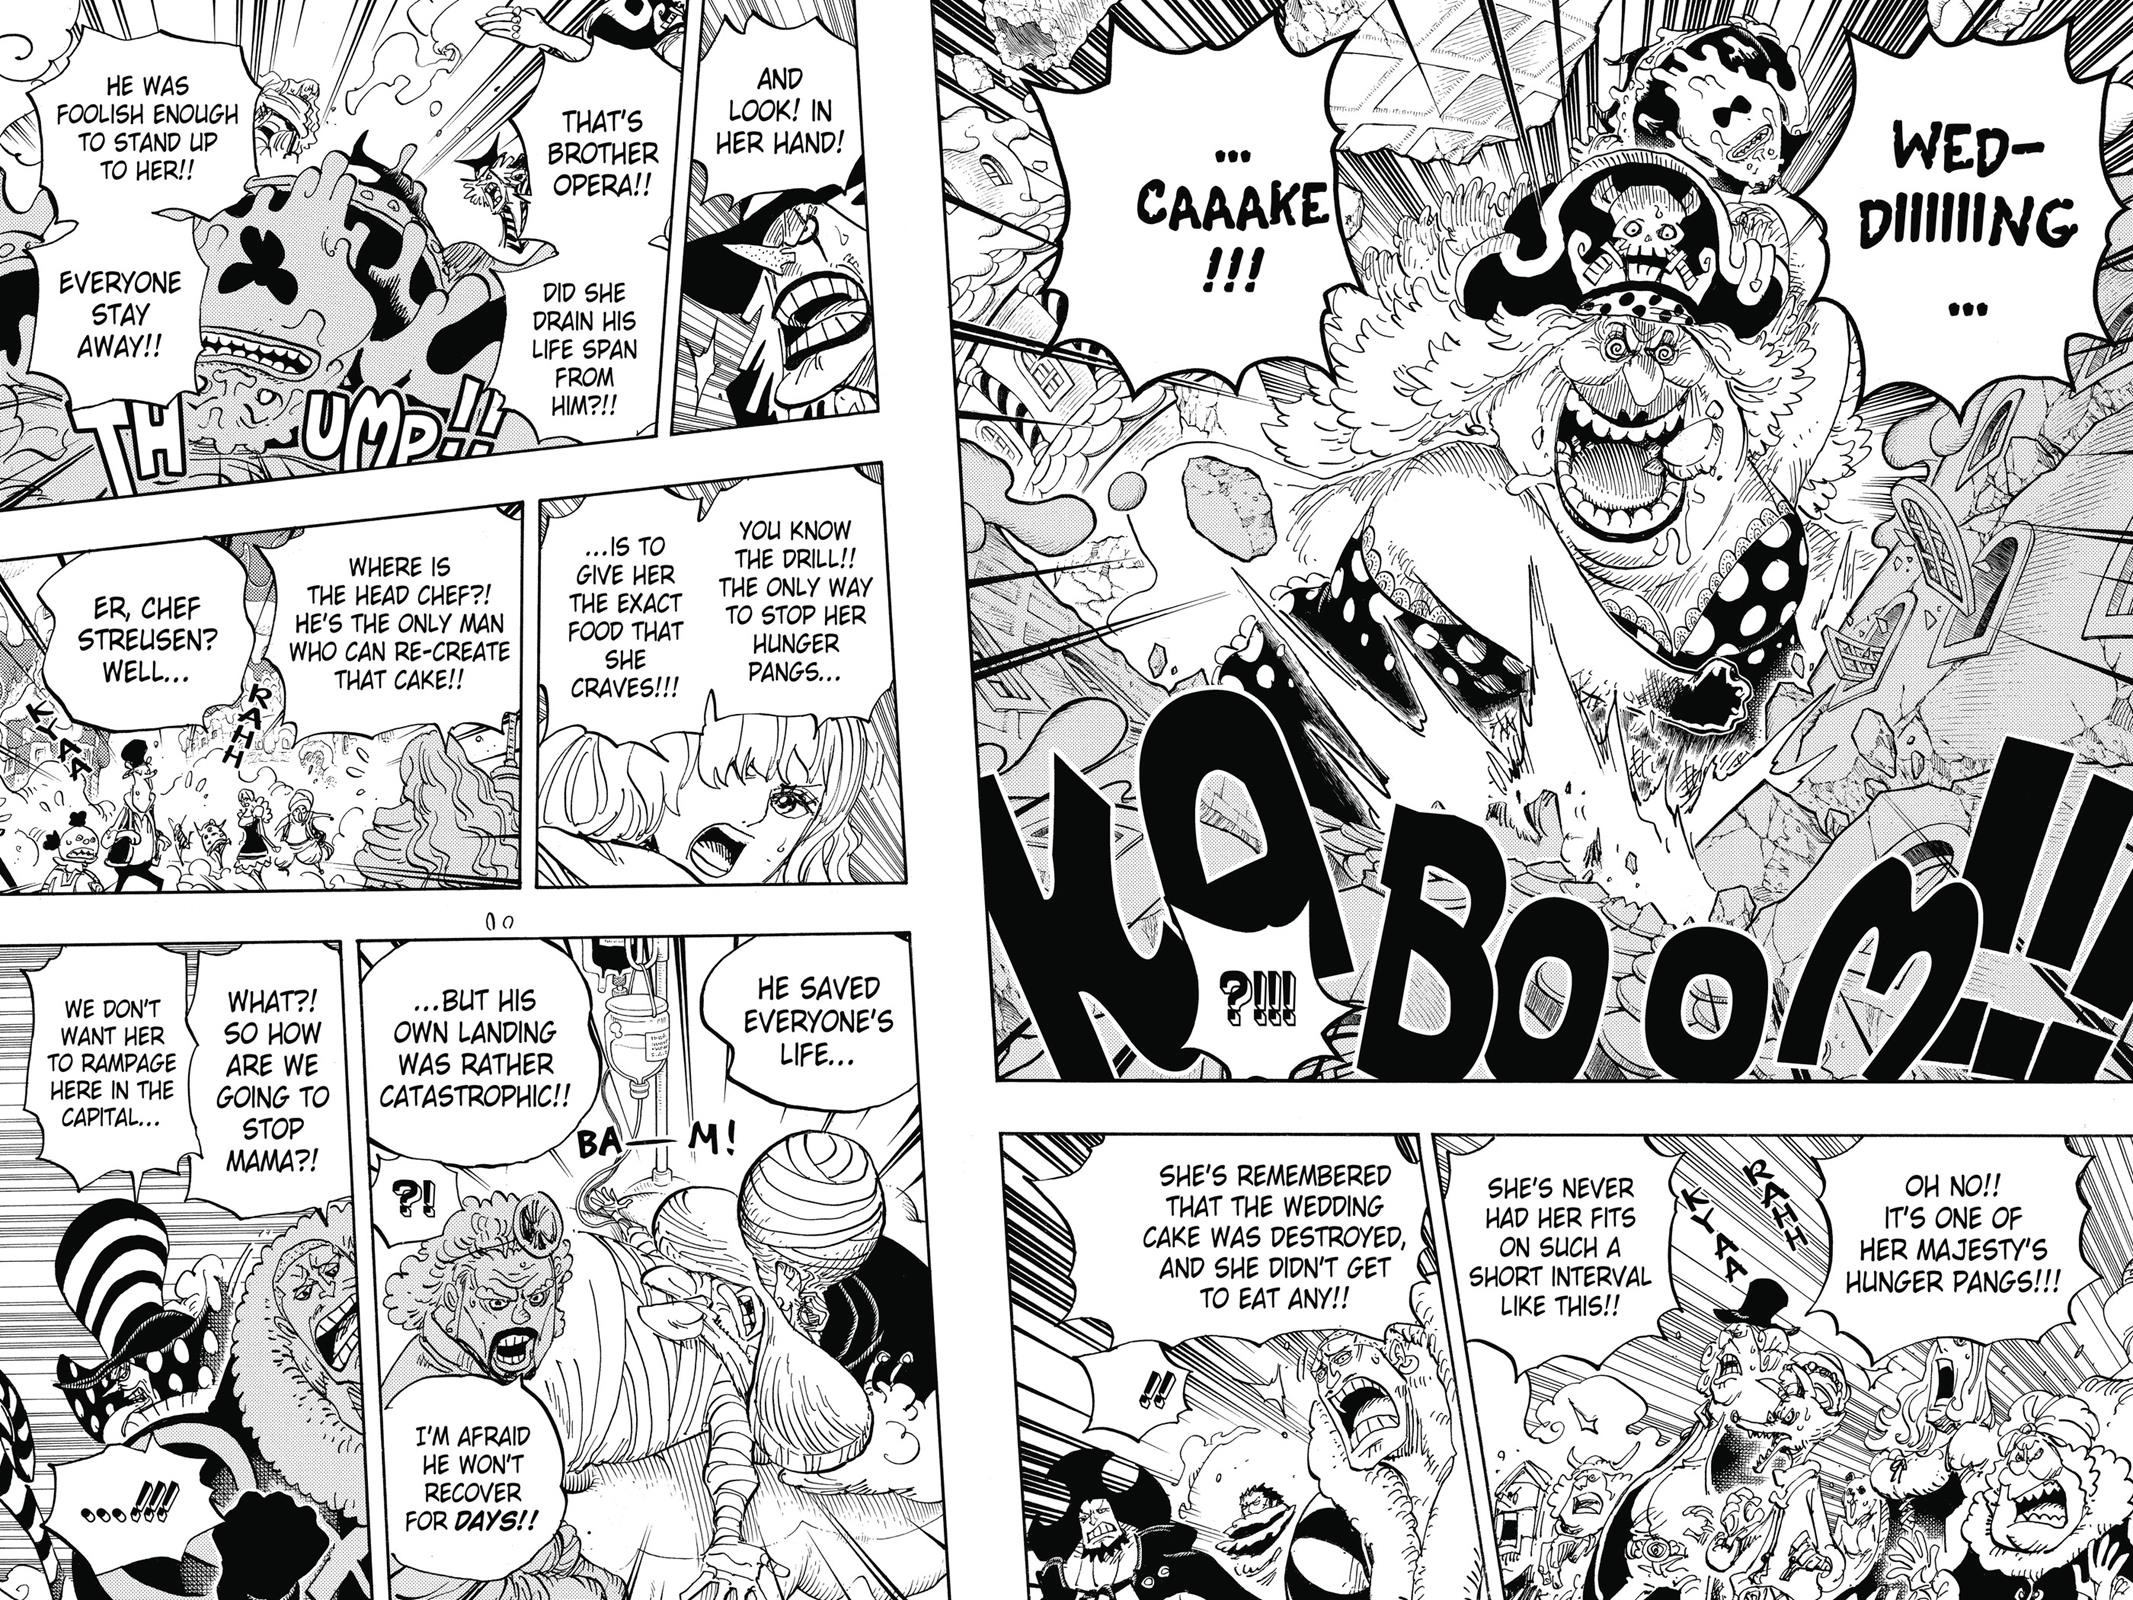 WED-
DIIIIIIING
...
...
CAAAKE
!!!
KABOOM!!!
?!!!
OH NO!!
IT'S ONE OF
HER MAJESTY'S
HUNGER PANGS!!!
RAHH
KYAA
SHE'S NEVER
HAD HER FITS
ON SUCH A
SHORT INTERVAL
LIKE THIS!!
SHE'S REMEMBERED
THAT THE WEDDING
CAKE WAS DESTROYED,
AND SHE DIDN'T GET
TO EAT ANY!!
!!
AND
LOOK! IN
HER HAND!
THAT'S
BROTHER
OPERA!!
DID SHE
DRAIN HIS
LIFE SPAN
FROM
HIM?!!
HE WAS
FOOLISH ENOUGH
TO STAND UP
TO HER!!
EVERYONE
STAY
AWAY!!
THUMP!!
YOU KNOW
THE DRILL!!
THE ONLY WAY
TO STOP HER
HUNGER
PANGS...
...IS TO
GIVE HER
THE EXACT
FOOD THAT
SHE
CRAVES!!!
WHERE IS
THE HEAD CHEF?!
HE'S THE ONLY MAN
WHO CAN RE-CREATE
THAT CAKE!!
ER, CHEF
STREUSEN?
WELL...
RAHH
KYAA
HE SAVED
EVERYONE'S
LIFE...
...BUT HIS
OWN LANDING
WAS RATHER
CATASTROPHIC!!
BA—M!
?!
I'M AFRAID
HE WON'T
RECOVER
FOR DAYS!!
WHAT?!
SO HOW
ARE WE
GOING TO
STOP
MAMA?!
WE DON'T
WANT HER
TO RAMPAGE
HERE IN THE
CAPITAL...
...!!!